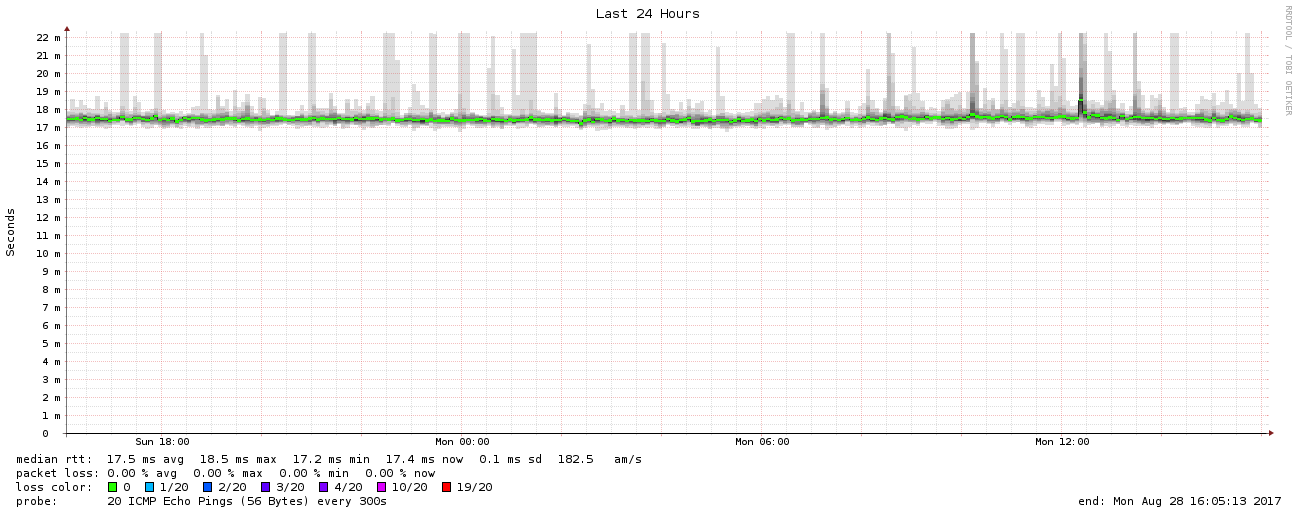 Last 24 Hours
RRDTOOL / TOBI OETIKER
Seconds
22 m
21 m
20 m
19 m
18 m
17 m
16 m
15 m
14 m
13 m
12 m
11 m
10 m
9 m
8 m
7 m
6 m
5 m
4 m
3 m
2 m
1 m
0
Sun 18:00 Mon 00:00 Mon 06:00 Mon 12:00
median rtt: 17.5 ms avg 18.5 ms max 17.2 ms min 17.4 ms now 0.1 ms sd 182.5 am/s
packet loss: 0.00 % avg 0.00 % max 0.00 % min 0.00 % now
loss color: 0 1/20 2/20 3/20 4/20 10/20 19/20
probe: 20 ICMP Echo Pings (56 Bytes) every 300s end: Mon Aug 28 16:05:13 2017